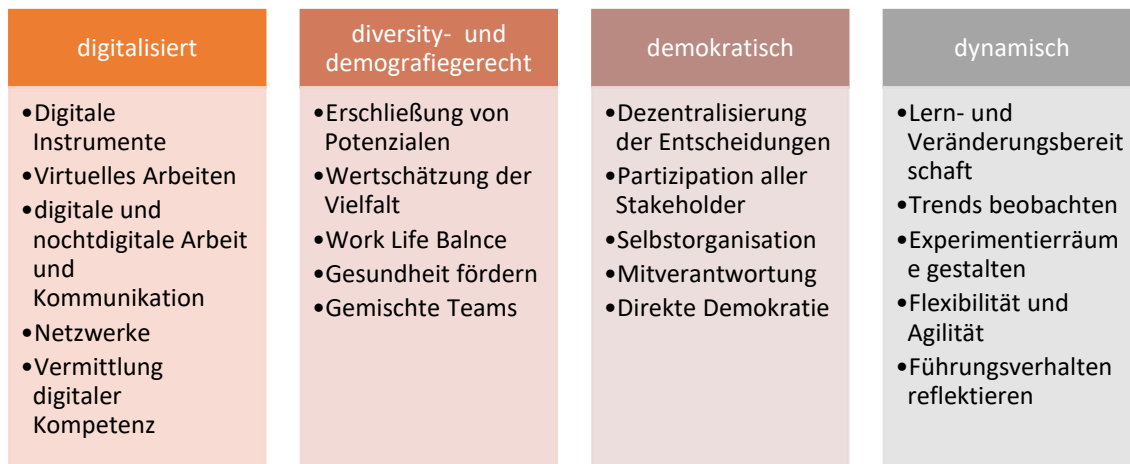 digitalisiert
•Digitale
Instrumente
•Virtuelles Arbeiten
•digitale und
nochtdigitale Arbeit
und
Kommunikation
•Netzwerke
•Vermittlung
digitaler
Kompetenz
diversity- und
demografiegerecht
•Erschließung von
Potenzialen
•Wertschätzung der
Vielfalt
•Work Life Balnce
•Gesundheit fördern
•Gemischte Teams
demokratisch
•Dezentralisierung
der Entscheidungen
•Partizipation aller
Stakeholder
•Selbstorganisation
•Mitverantwortung
•Direkte Demokratie
dynamisch
•Lern- und
Veränderungsbereit
schaft
•Trends beobachten
•Experimentierräum
e gestalten
•Flexibilität und
Agilität
•Führungsverhalten
reflektieren